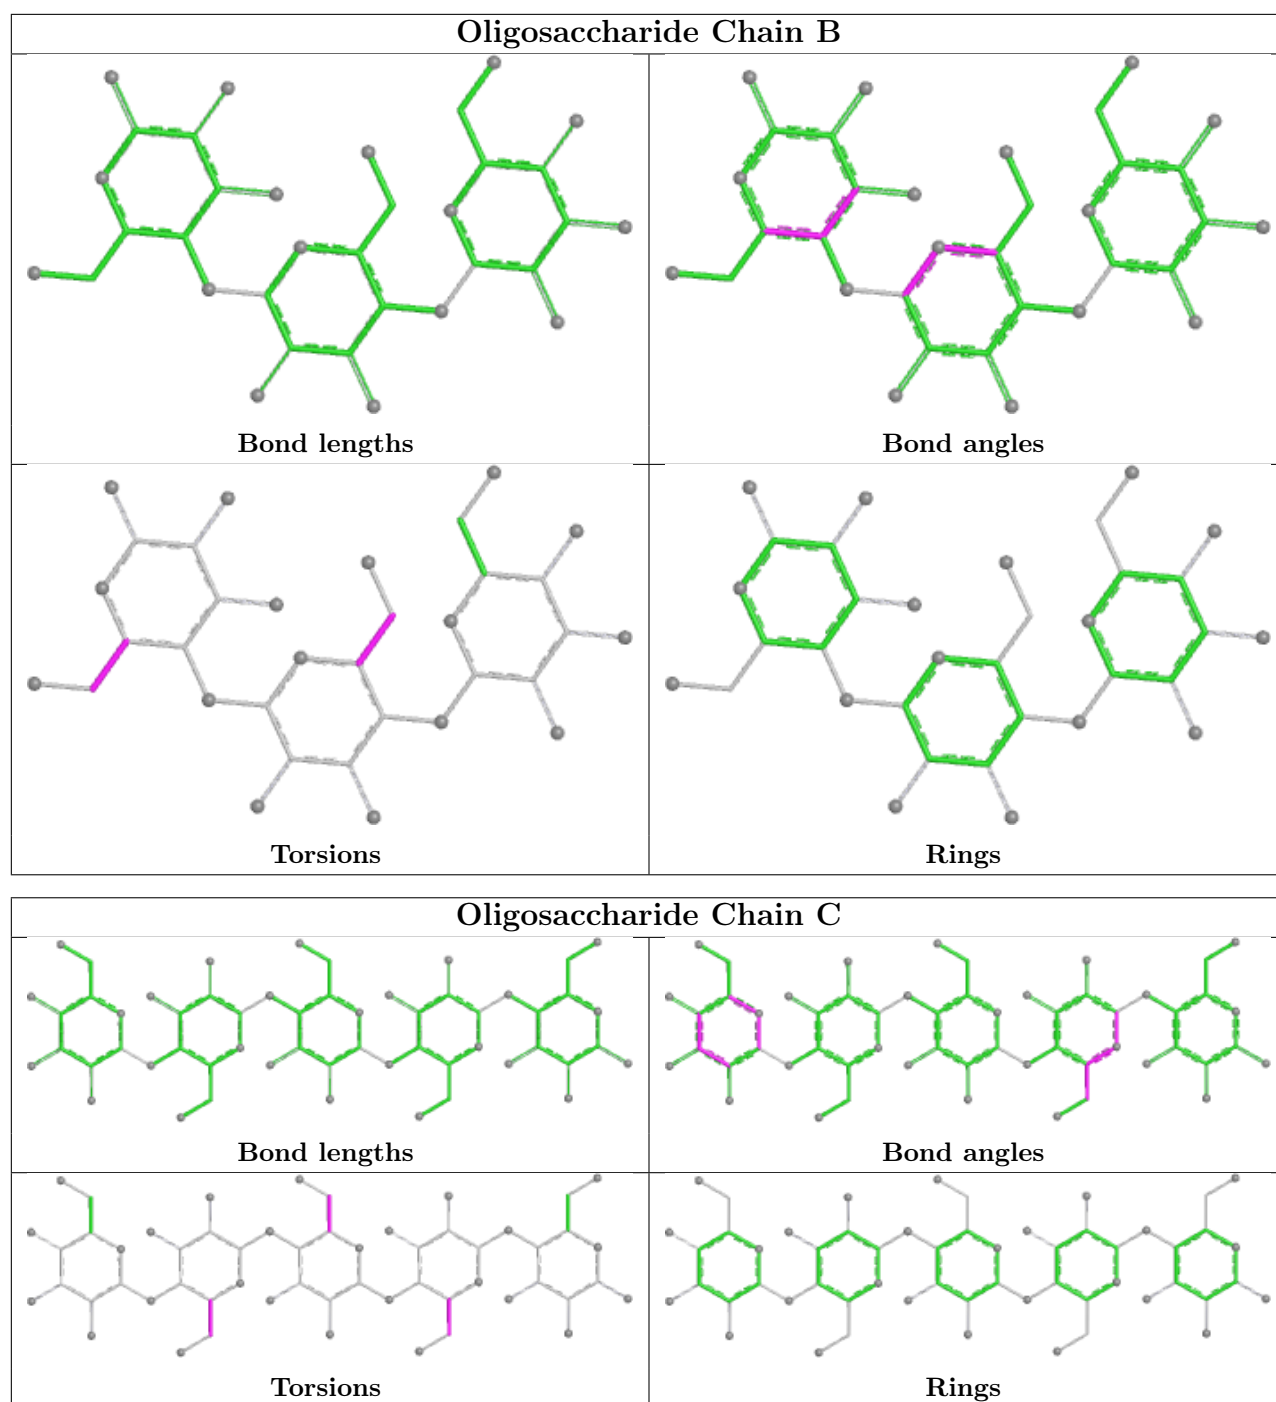 Oligosaccharide Chain B
Bond lengths
Bond angles
Torsions
Rings
Oligosaccharide Chain C
Bond lengths
Bond angles
Torsions
Rings